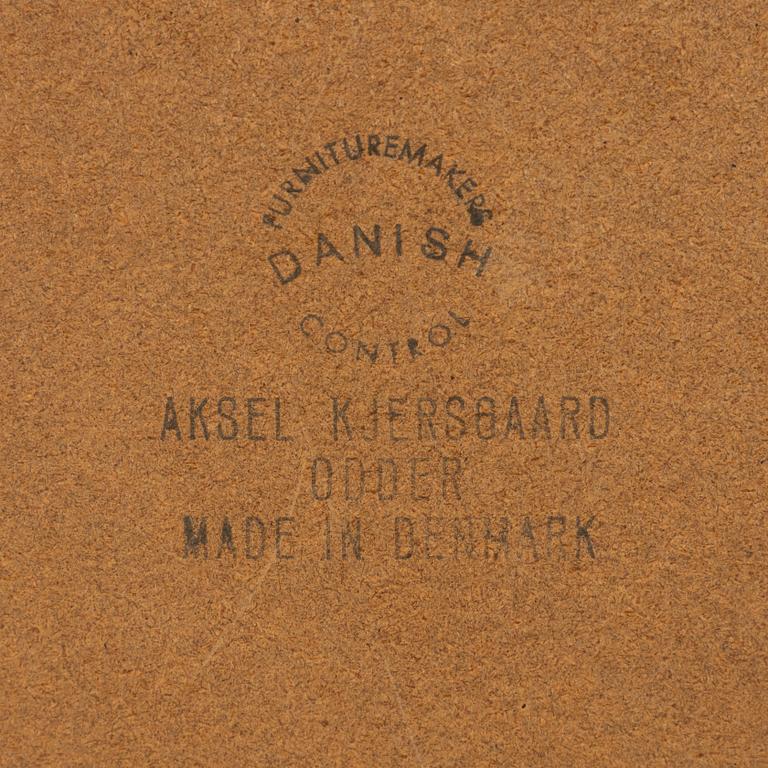 FURNITUREMAKERS
DANISH
CONTROL
AKSEL KJERSGAARD
ODDER
MADE IN DENMARK